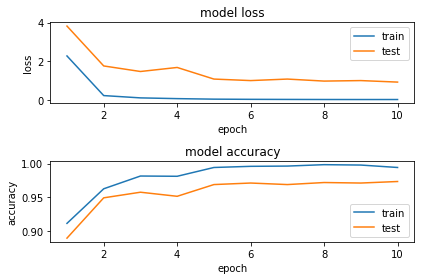 model loss
4
2
0
loss
train
test
2 4 6 8 10
epoch
model accuracy
1.00
0.95
0.90
accuracy
train
test
2 4 6 8 10
epoch